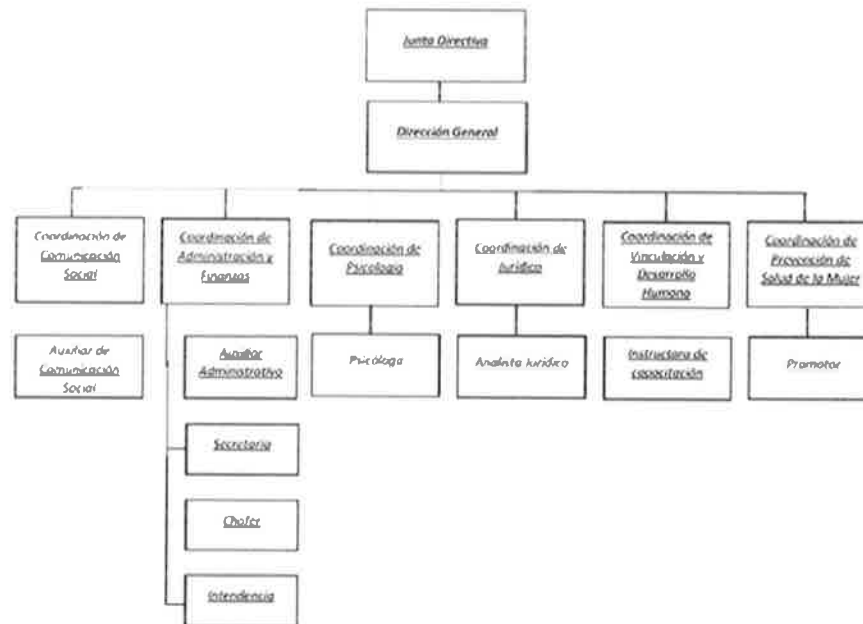 Junta Directiva
Dirección General
Coordinación de
Comunicación
Social
Coordinación de
Administración y
Finanzas
Coordinación de
Psicología
Coordinación de
Jurídico
Coordinación de
Vinculación y
Desarrollo
Humano
Coordinación de
Prevención de
Salud de la Mujer
Auxiliar de
Comunicación
Social
Auxiliar
Administrativo
Psicóloga
Analista Jurídico
Instructora de
capacitación
Promotor
Secretaria
Chofer
Intendencia